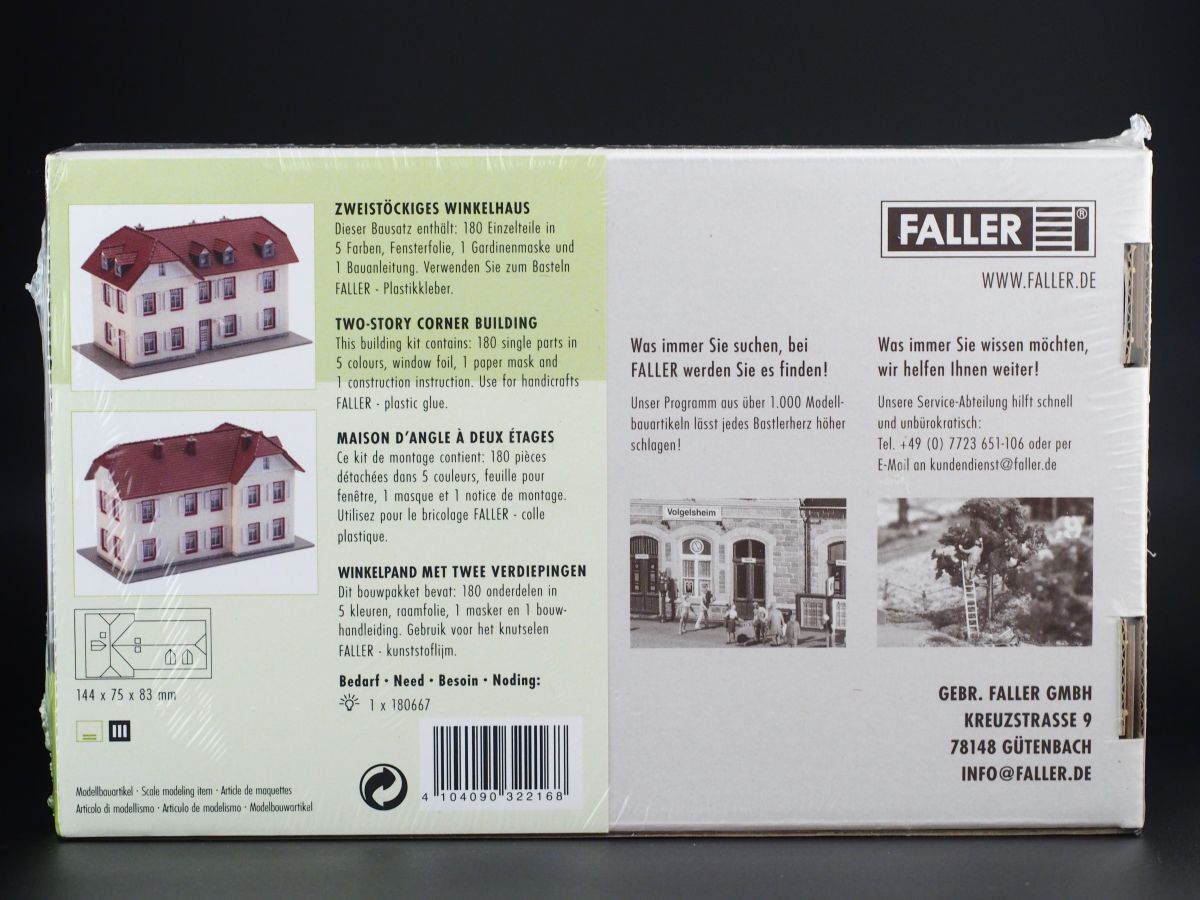 ZWEISTÖCKIGES WINKELHAUS
Dieser Bausatz enthält: 180 Einzelteile in
5 Farben, Fensterfolie, 1 Gardinenmaske und
1 Bauanleitung. Verwenden Sie zum Basteln
FALLER - Plastikkleber.
TWO-STORY CORNER BUILDING
This building kit contains: 180 single parts in
5 colours, window foil, 1 paper mask and
1 construction instruction. Use for handicrafts
FALLER - plastic glue.
MAISON D'ANGLE À DEUX ÉTAGES
Ce kit de montage contient: 180 pièces
détachées dans 5 couleurs, feuille pour
fenêtre, 1 masque et 1 notice de montage.
Utilisez pour le bricolage FALLER - colle
plastique.
WINKELPAND MET TWEE VERDIEPINGEN
Dit bouwpakket bevat: 180 onderdelen in
5 kleuren, raamfolie, 1 masker en 1 bouw-
handleiding. Gebruik voor het knutselen
FALLER - kunststoflijm.
Bedarf · Need · Besoin · Noding:
1 x 180667
144 x 75 x 83 mm
III
Modellbauartikel · Scale modeling item · Article de maquettes
Articolo di modellismo · Articulo de modelismo · Modelbouwartikel
4 104090 322168
FALLER®
WWW.FALLER.DE
Was immer Sie suchen, bei
FALLER werden Sie es finden!
Unser Programm aus über 1.000 Modell-
bauartikeln lässt jedes Bastlerherz höher
schlagen!
Was immer Sie wissen möchten,
wir helfen Ihnen weiter!
Unsere Service-Abteilung hilft schnell
und unbürokratisch:
Tel. +49 (0) 7723 651-106 oder per
E-Mail an kundendienst@faller.de
Volgelsheim
GEBR. FALLER GMBH
KREUZSTRASSE 9
78148 GÜTENBACH
INFO@FALLER.DE